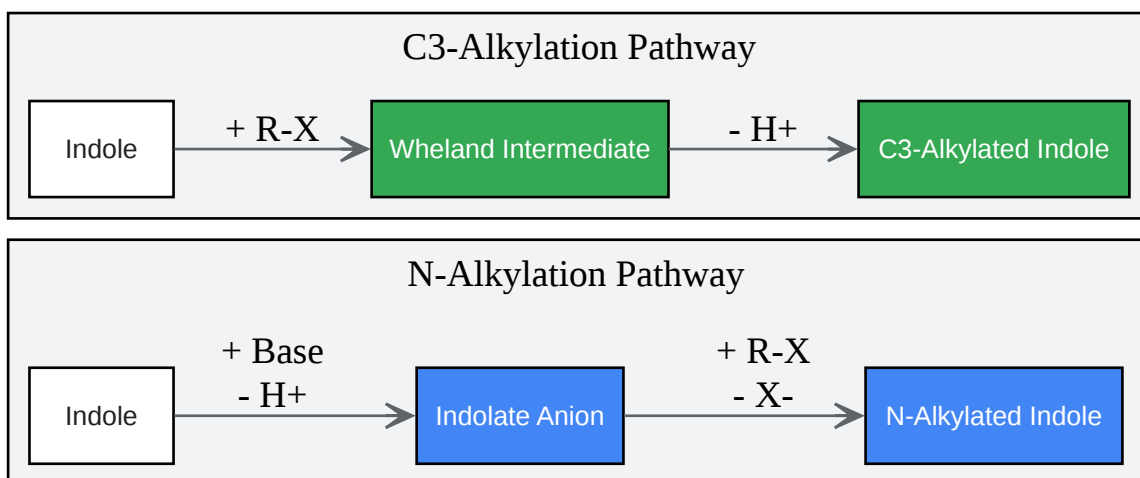 C3-Alkylation Pathway
Indole
+ R-X
Wheland Intermediate
- H+
C3-Alkylated Indole
N-Alkylation Pathway
Indole
+ Base
- H+
Indolate Anion
+ R-X
- X-
N-Alkylated Indole